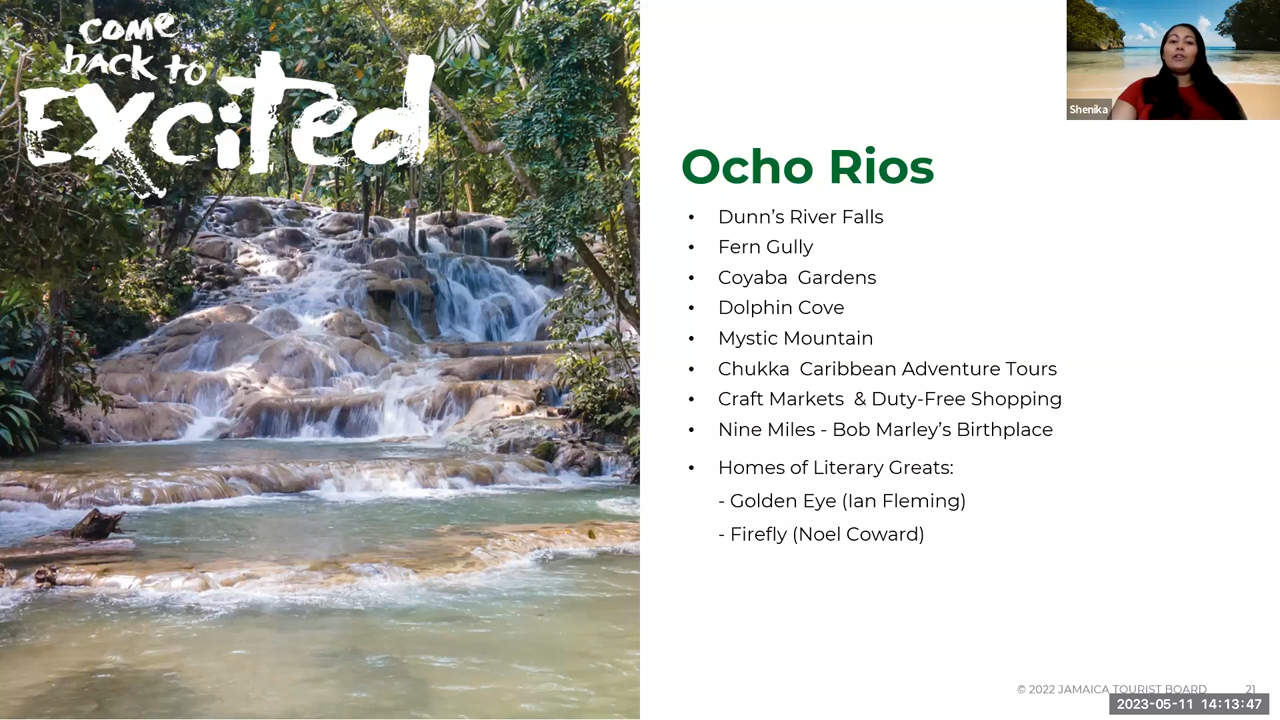 come
back to
Excited
Shenika
Ocho Rios
• Dunn's River Falls
• Fern Gully
• Coyaba Gardens
• Dolphin Cove
• Mystic Mountain
• Chukka Caribbean Adventure Tours
• Craft Markets & Duty-Free Shopping
• Nine Miles - Bob Marley's Birthplace
• Homes of Literary Greats:
- Golden Eye (Ian Fleming)
- Firefly (Noel Coward)
© 2022 JAMAICA TOURIST BOARD 21
2023-05-11 14:13:47